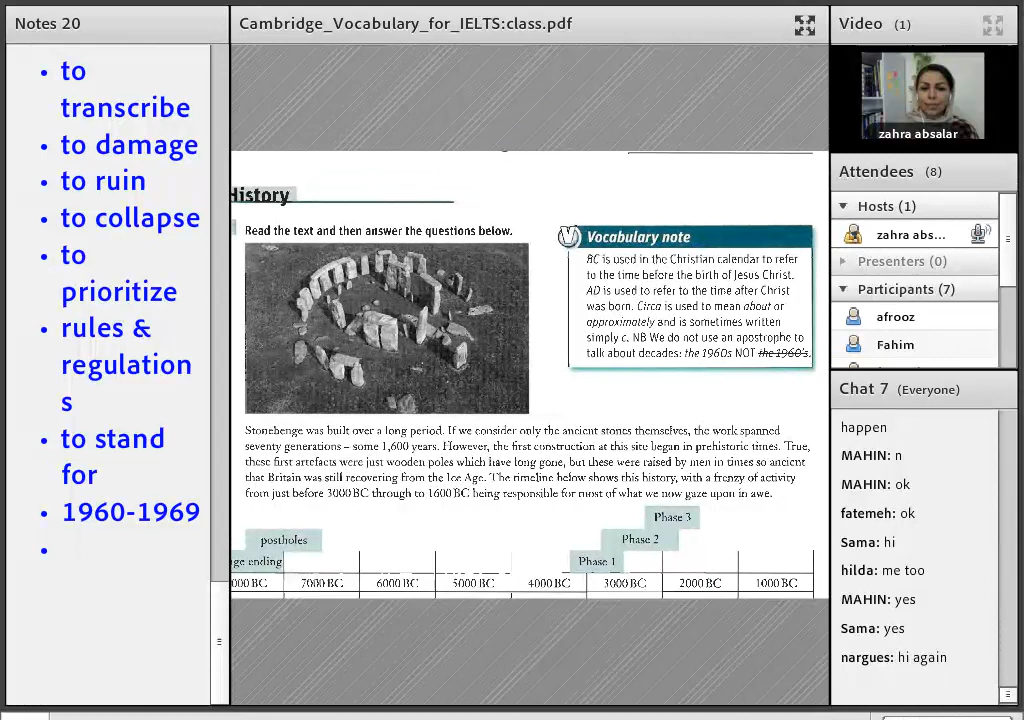 Notes 20
to
transcribe
to damage
to ruin
to collapse
to
prioritize
rules &
regulation
s
to stand
for
1960-1969
Cambridge_Vocabulary_for_IELTS:class.pdf
History
Read the text and then answer the questions below.
Vocabulary note
BC is used in the Christian calendar to refer
to the time before the birth of Jesus Christ.
AD is used to refer to the time after Christ
was born. Circa is used to mean about or
approximately and is sometimes written
simply c. NB We do not use an apostrophe to
talk about decades: the 1960s NOT the 1960's.
Stonehenge was built over a long period. If we consider only the ancient stones themselves, the work spanned
seventy generations – some 1,600 years. However, the first construction at this site began in prehistoric times. True,
these first artefacts were just wooden poles which have long gone, but these were raised by men in times so ancient
that Britain was still recovering from the Ice Age. The timeline below shows this history, with a frenzy of activity
from just before 3000 BC through to 1600 BC being responsible for most of what we now gaze upon in awe.
Phase 3
postholes Phase 2
ge ending Phase 1
000 BC 7000 BC 6000 BC 5000 BC 4000 BC 3000 BC 2000 BC 1000 BC
Video (1)
zahra absalar
Attendees (8)
Hosts (1)
zahra abs...
Presenters (0)
Participants (7)
afrooz
Fahim
Chat 7 (Everyone)
happen
MAHIN: n
MAHIN: ok
fatemeh: ok
Sama: hi
hilda: me too
MAHIN: yes
Sama: yes
nargues: hi again